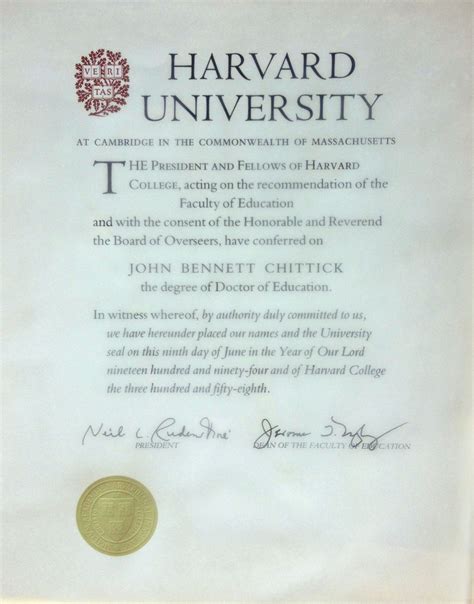 VE RI
TAS
HARVARD
UNIVERSITY
AT CAMBRIDGE IN THE COMMONWEALTH OF MASSACHUSETTS
THE PRESIDENT AND FELLOWS OF HARVARD
COLLEGE, acting on the recommendation of the
Faculty of Education
and with the consent of the Honorable and Reverend
the Board of Overseers, have conferred on
JOHN BENNETT CHITTICK
the degree of Doctor of Education.
In witness whereof, by authority duly committed to us,
we have hereunder placed our names and the University
seal on this ninth day of June in the Year of Our Lord
nineteen hundred and ninety-four and of Harvard College
the three hundred and fifty-eighth.
Neil L.
PRESIDENT
DEAN OF THE FACULTY OF EDUCATION